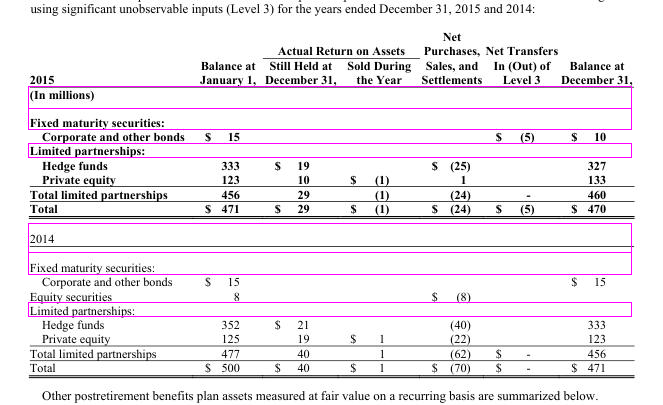 using significant unobservable inputs (Level 3) for the years ended December 31, 2015 and 2014:
Net
Actual Return on Assets Purchases, Net Transfers
Balance at Still Held at Sold During Sales, and In (Out) of Balance at
2015 January 1, December 31, the Year Settlements Level 3 December 31,
(In millions)
Fixed maturity securities:
Corporate and other bonds $ 15 $ (5) $ 10
Limited partnerships:
Hedge funds 333 $ 19 $ (25) 327
Private equity 123 10 $ (1) 1 133
Total limited partnerships 456 29 (1) (24) - 460
Total $ 471 $ 29 $ (1) $ (24) $ (5) $ 470
2014
Fixed maturity securities:
Corporate and other bonds $ 15 $ 15
Equity securities 8 $ (8)
Limited partnerships:
Hedge funds 352 $ 21 (40) 333
Private equity 125 19 $ 1 (22) 123
Total limited partnerships 477 40 1 (62) $ - 456
Total $ 500 $ 40 $ 1 $ (70) $ - $ 471
Other postretirement benefits plan assets measured at fair value on a recurring basis are summarized below.